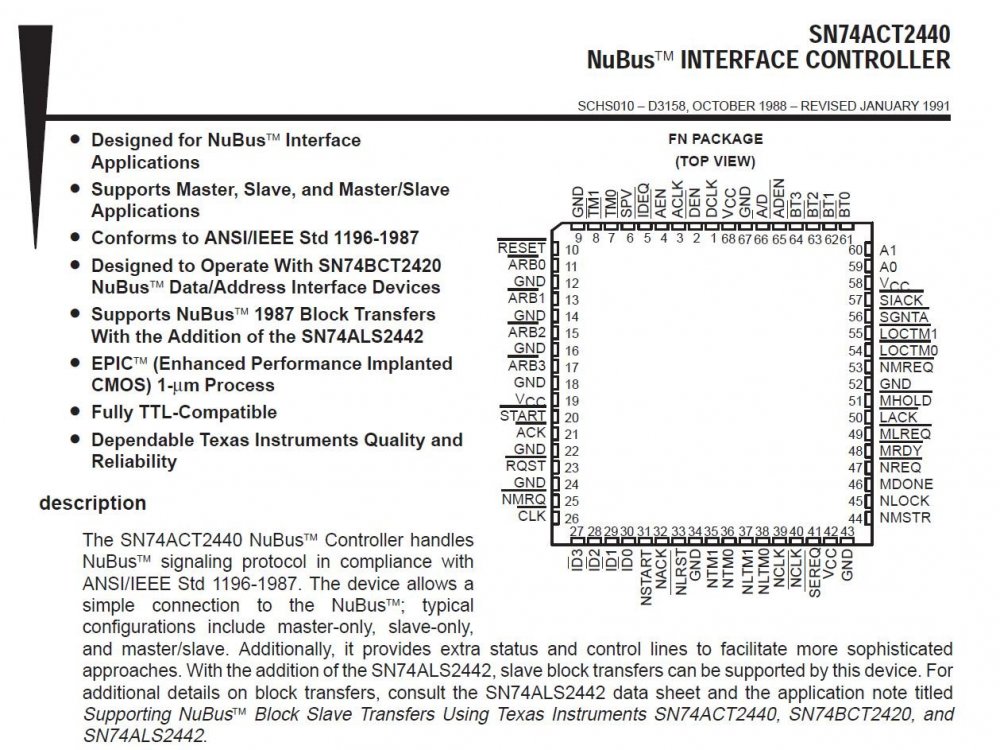 SN74ACT2440
NuBus™ INTERFACE CONTROLLER
SCHS010 – D3158, OCTOBER 1988 – REVISED JANUARY 1991
● Designed for NuBus™ Interface
Applications
● Supports Master, Slave, and Master/Slave
Applications
● Conforms to ANSI/IEEE Std 1196-1987
● Designed to Operate With SN74BCT2420
NuBus™ Data/Address Interface Devices
● Supports NuBus™ 1987 Block Transfers
With the Addition of the SN74ALS2442
● EPIC™ (Enhanced Performance Implanted
CMOS) 1-μm Process
● Fully TTL-Compatible
● Dependable Texas Instruments Quality and
Reliability
FN PACKAGE
(TOP VIEW)
GND TM1 TM0 SPV IDEQ AEN ACLK DEN DCLK VCC GND A/D ADEN BT3 BT2 BT1 BT0
9 8 7 6 5 4 3 2 1 68 67 66 65 64 63 62 61
RESET 10
ARB0 11
GND 12
ARB1 13
GND 14
ARB2 15
GND 16
ARB3 17
GND 18
VCC 19
START 20
ACK 21
GND 22
RQST 23
GND 24
NMRQ 25
CLK 26
60 A1
59 A0
58 VCC
57 SIACK
56 SGNTA
55 LOCTM1
54 LOCTM0
53 NMREQ
52 GND
51 MHOLD
50 LACK
49 MLREQ
48 MRDY
47 NREQ
46 MDONE
45 NLOCK
44 NMSTR
27 28 29 30 31 32 33 34 35 36 37 38 39 40 41 42 43
ID3 ID2 ID1 ID0 NSTART NACK NLRST GND NTM1 NTM0 NLTM1 NLTM0 NCLK NCLK SEREQ VCC GND
description
The SN74ACT2440 NuBus™ Controller handles
NuBus™ signaling protocol in compliance with
ANSI/IEEE Std 1196-1987. The device allows a
simple connection to the NuBus™; typical
configurations include master-only, slave-only,
and master/slave. Additionally, it provides extra status and control lines to facilitate more sophisticated
approaches. With the addition of the SN74ALS2442, slave block transfers can be supported by this device. For
additional details on block transfers, consult the SN74ALS2442 data sheet and the application note titled
Supporting NuBus™ Block Slave Transfers Using Texas Instruments SN74ACT2440, SN74BCT2420, and
SN74ALS2442.